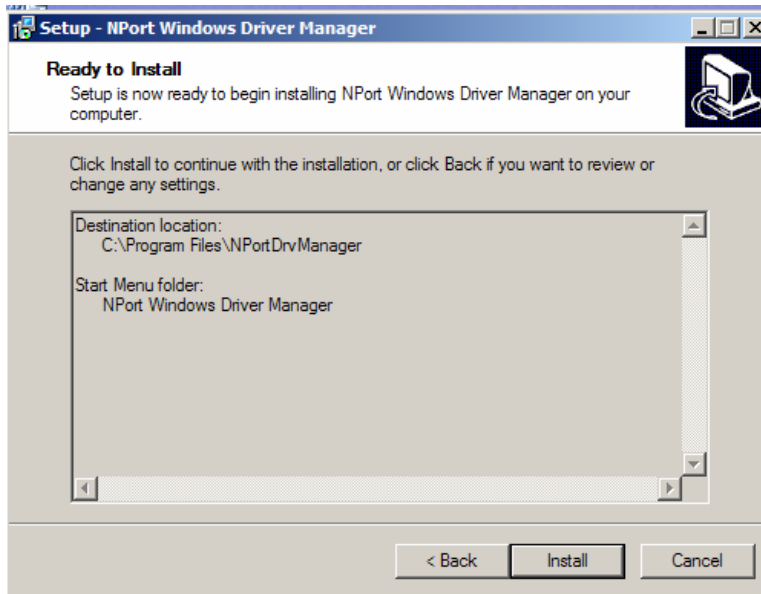 Setup - NPort Windows Driver Manager
Ready to Install
Setup is now ready to begin installing NPort Windows Driver Manager on your
computer.
Click Install to continue with the installation, or click Back if you want to review or
change any settings.
Destination location:
C:\Program Files\NPortDrvManager
Start Menu folder:
NPort Windows Driver Manager
< Back
Install
Cancel